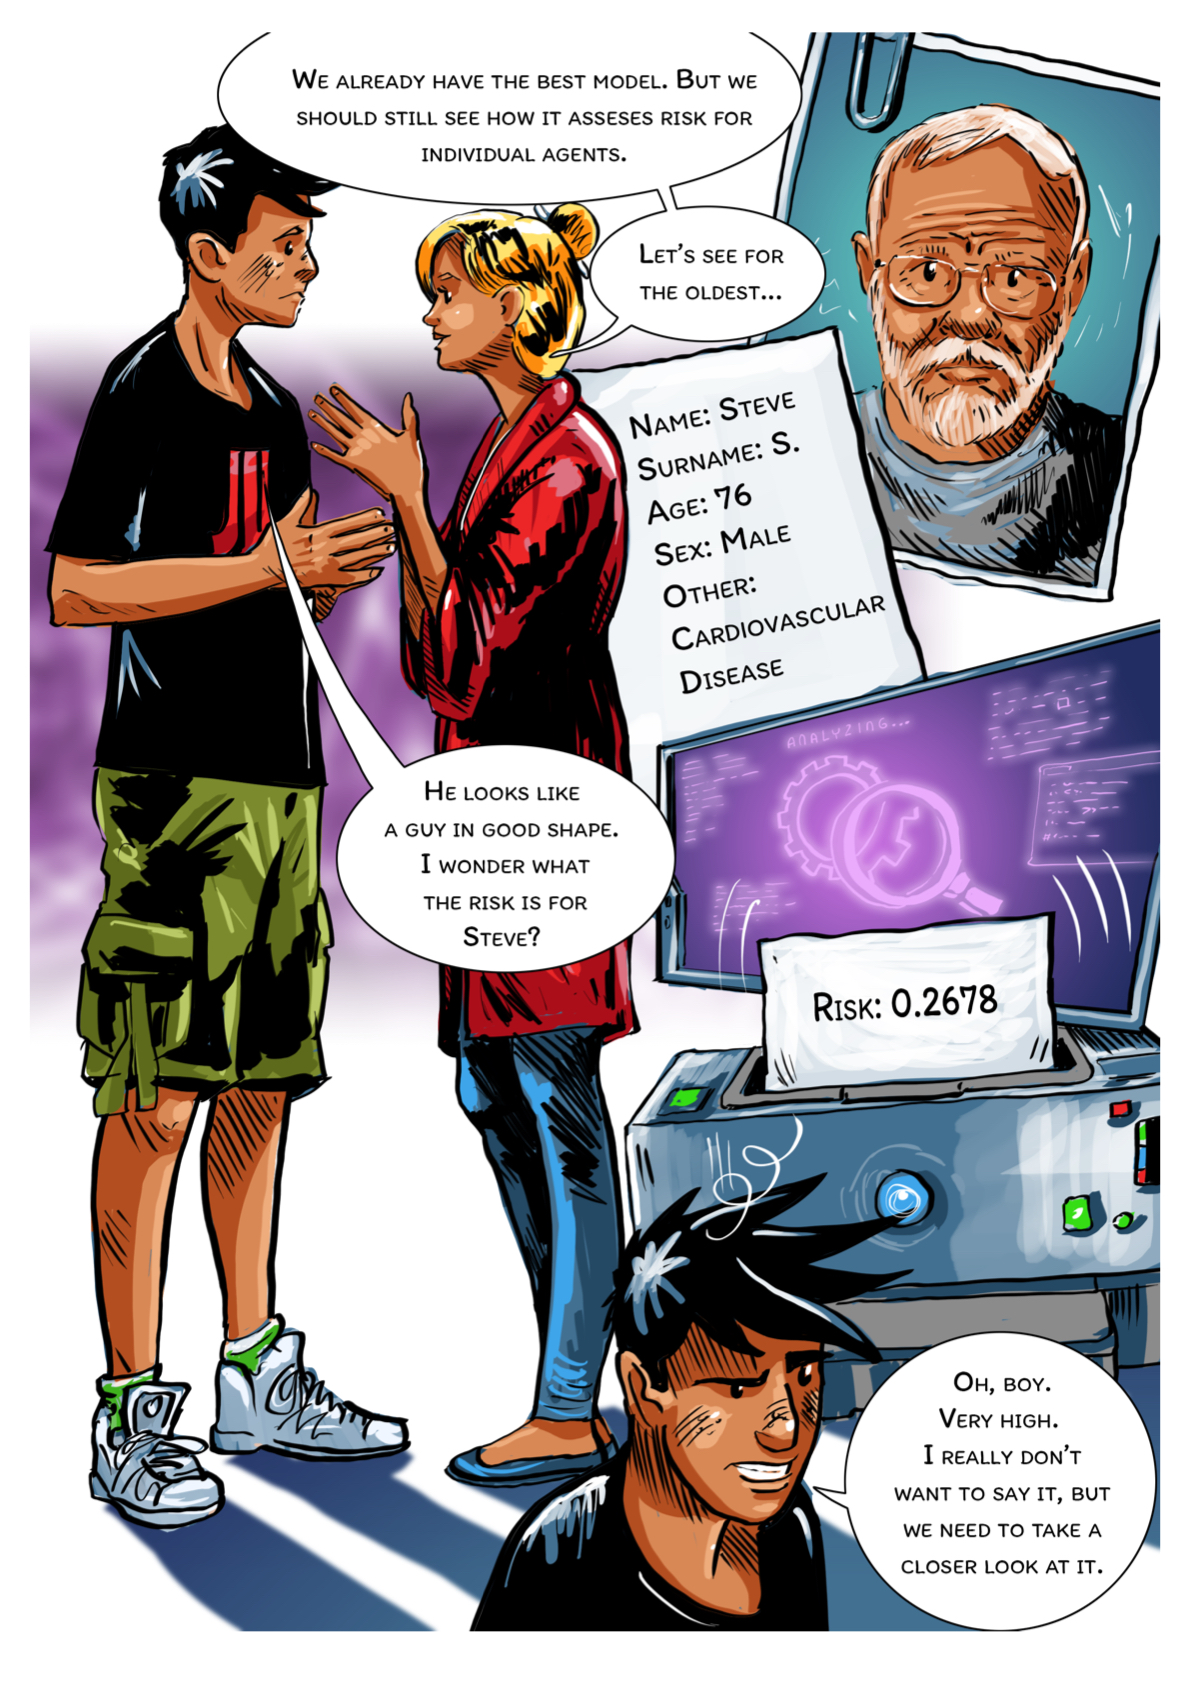 We already have the best model. But we
should still see how it asseses risk for
individual agents.
Let's see for
the oldest...
Name: Steve
Surname: S.
Age: 76
Sex: Male
Other:
Cardiovascular
Disease
He looks like
a guy in good shape.
I wonder what
the risk is for
Steve?
Analyzing...
Risk: 0.2678
Oh, boy.
Very high.
I really don't
want to say it, but
we need to take a
closer look at it.